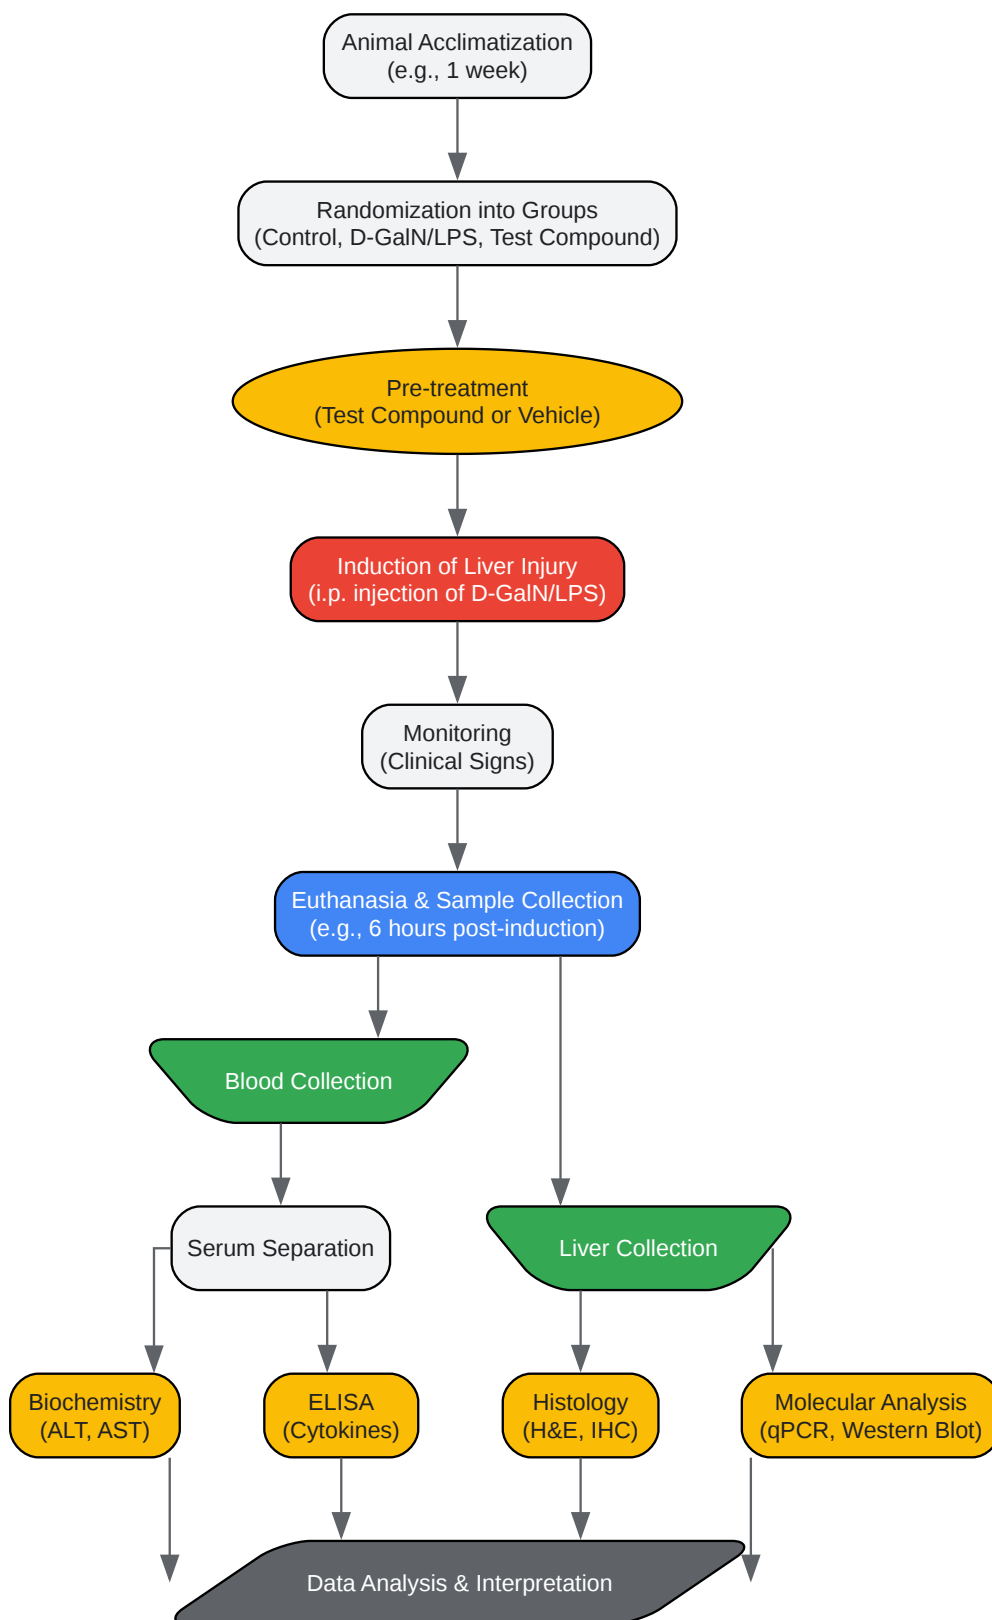 Animal Acclimatization
(e.g., 1 week)
Randomization into Groups
(Control, D-GalN/LPS, Test Compound)
Pre-treatment
(Test Compound or Vehicle)
Induction of Liver Injury
(i.p. injection of D-GalN/LPS)
Monitoring
(Clinical Signs)
Euthanasia & Sample Collection
(e.g., 6 hours post-induction)
Blood Collection
Serum Separation
Liver Collection
Biochemistry
(ALT, AST)
ELISA
(Cytokines)
Histology
(H&E, IHC)
Molecular Analysis
(qPCR, Western Blot)
Data Analysis & Interpretation